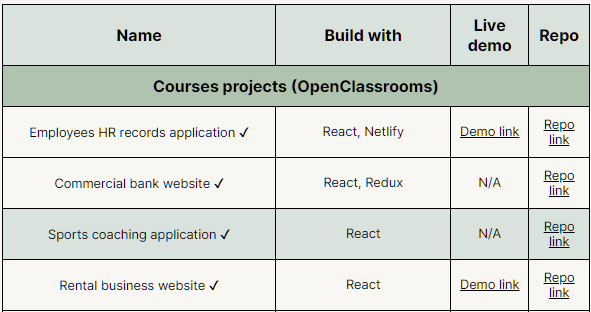 Name Build with Live demo Repo
Courses projects (OpenClassrooms)
Employees HR records application ✓ React, Netlify Demo link Repo link
Commercial bank website ✓ React, Redux N/A Repo link
Sports coaching application ✓ React N/A Repo link
Rental business website ✓ React Demo link Repo link